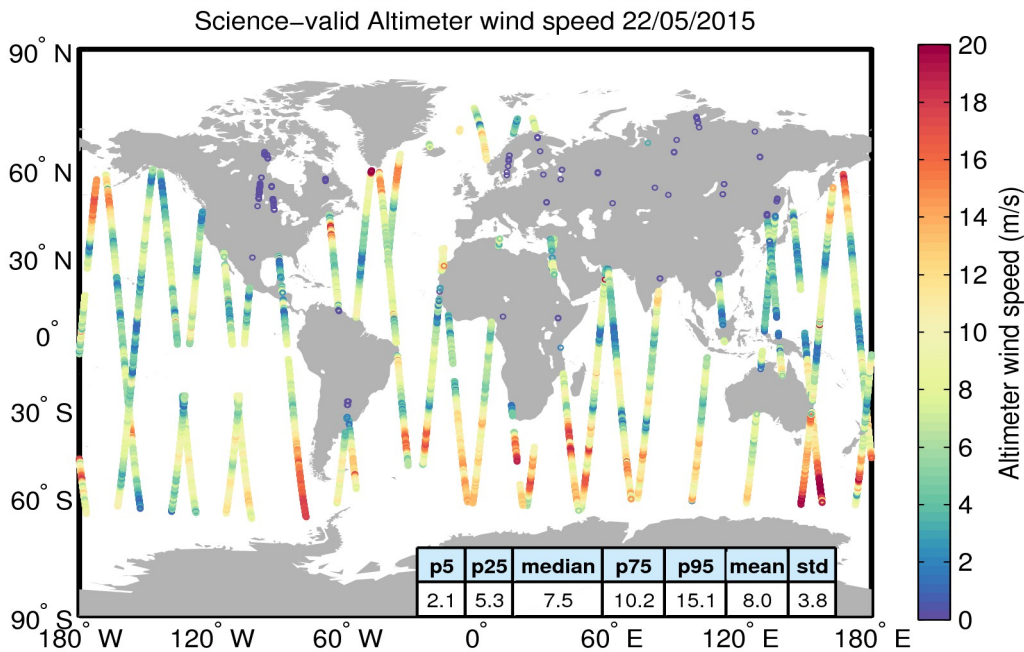 Science-valid Altimeter wind speed 22/05/2015
90° N
60° N
30° N
0°
30° S
60° S
90° S
180° W
120° W
60° W
0°
60° E
120° E
180° E
p5 p25 median p75 p95 mean std
2.1 5.3 7.5 10.2 15.1 8.0 3.8
20
18
16
14
12
10
8
6
4
2
0
Altimeter wind speed (m/s)